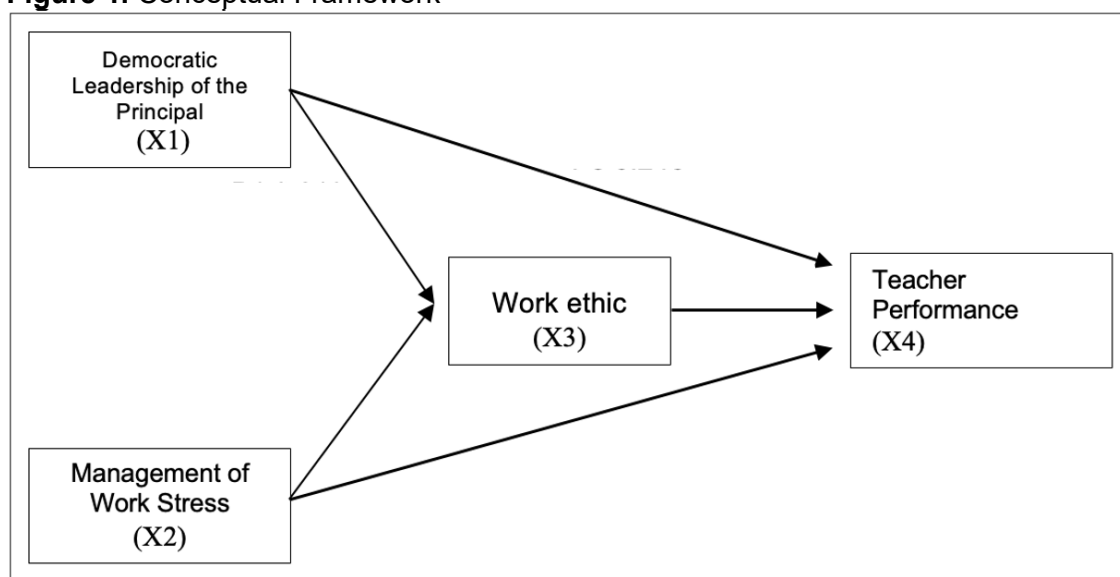 Figure 1. Conceptual Framework
Democratic
Leadership of the
Principal
(X1)
Work ethic
(X3)
Teacher
Performance
(X4)
Management of
Work Stress
(X2)